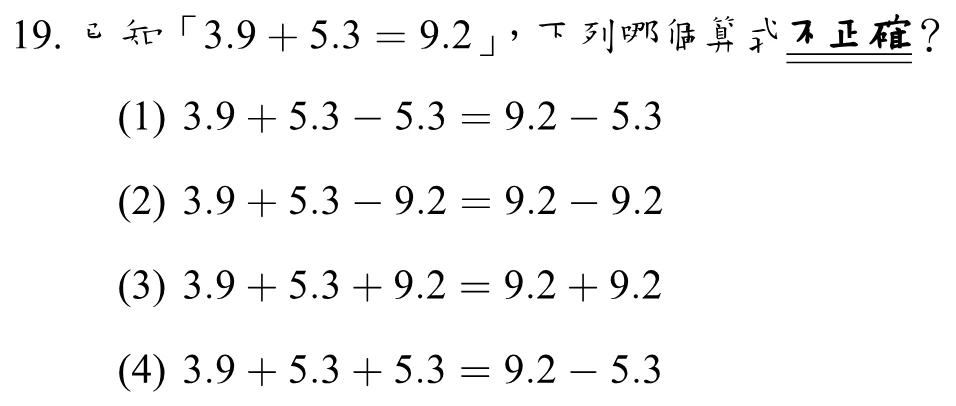 19. 已知「3.9 + 5.3 = 9.2」，下列哪個算式不正確？
(1) 3.9 + 5.3 − 5.3 = 9.2 − 5.3
(2) 3.9 + 5.3 − 9.2 = 9.2 − 9.2
(3) 3.9 + 5.3 + 9.2 = 9.2 + 9.2
(4) 3.9 + 5.3 + 5.3 = 9.2 − 5.3